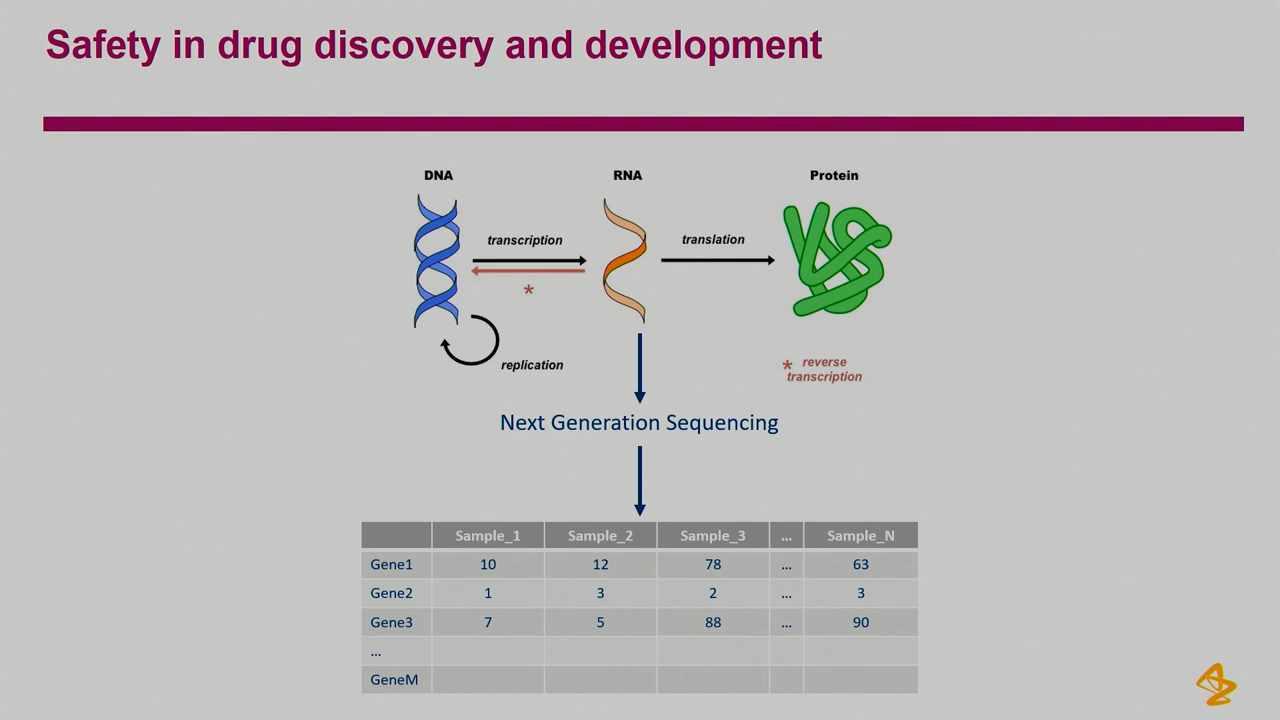 Safety in drug discovery and development
DNA
RNA
Protein
transcription
translation
*
replication
* reverse
transcription
Next Generation Sequencing
Sample_1 Sample_2 Sample_3 ... Sample_N
Gene1 10 12 78 ... 63
Gene2 1 3 2 ... 3
Gene3 7 5 88 ... 90
...
GeneM